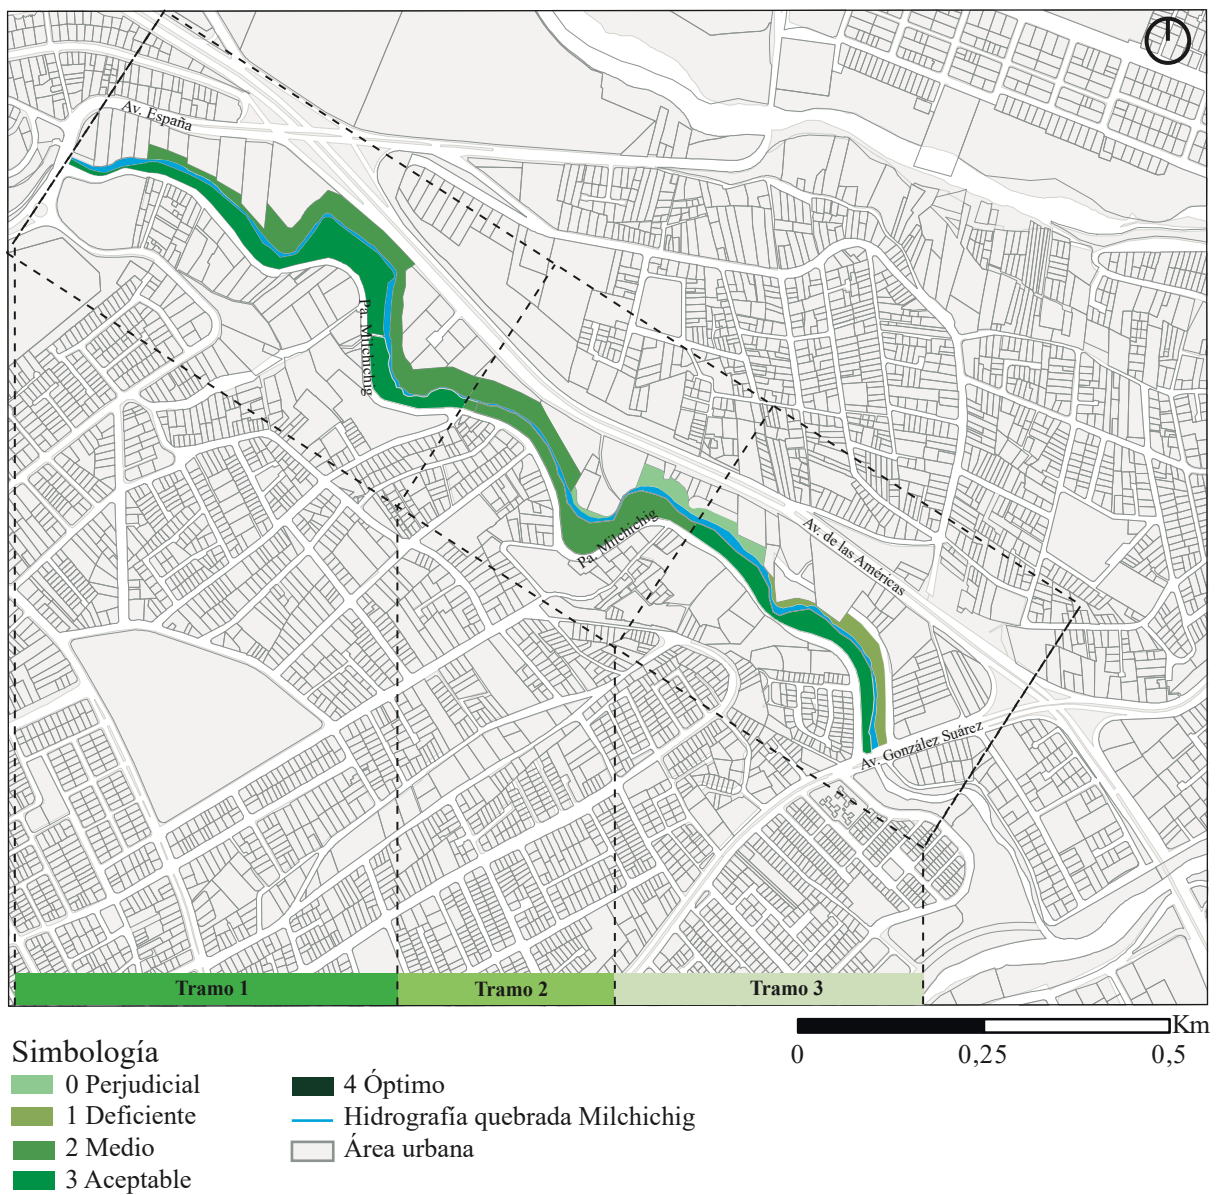 Av. España
Pa. Milchichig
Pa. Milchichig
Av. de las Américas
Av. González Suárez
Tramo 1
Tramo 2
Tramo 3
Km
0
0,25
0,5
Simbología
0 Perjudicial
1 Deficiente
2 Medio
3 Aceptable
4 Óptimo
Hidrografía quebrada Milchichig
Área urbana